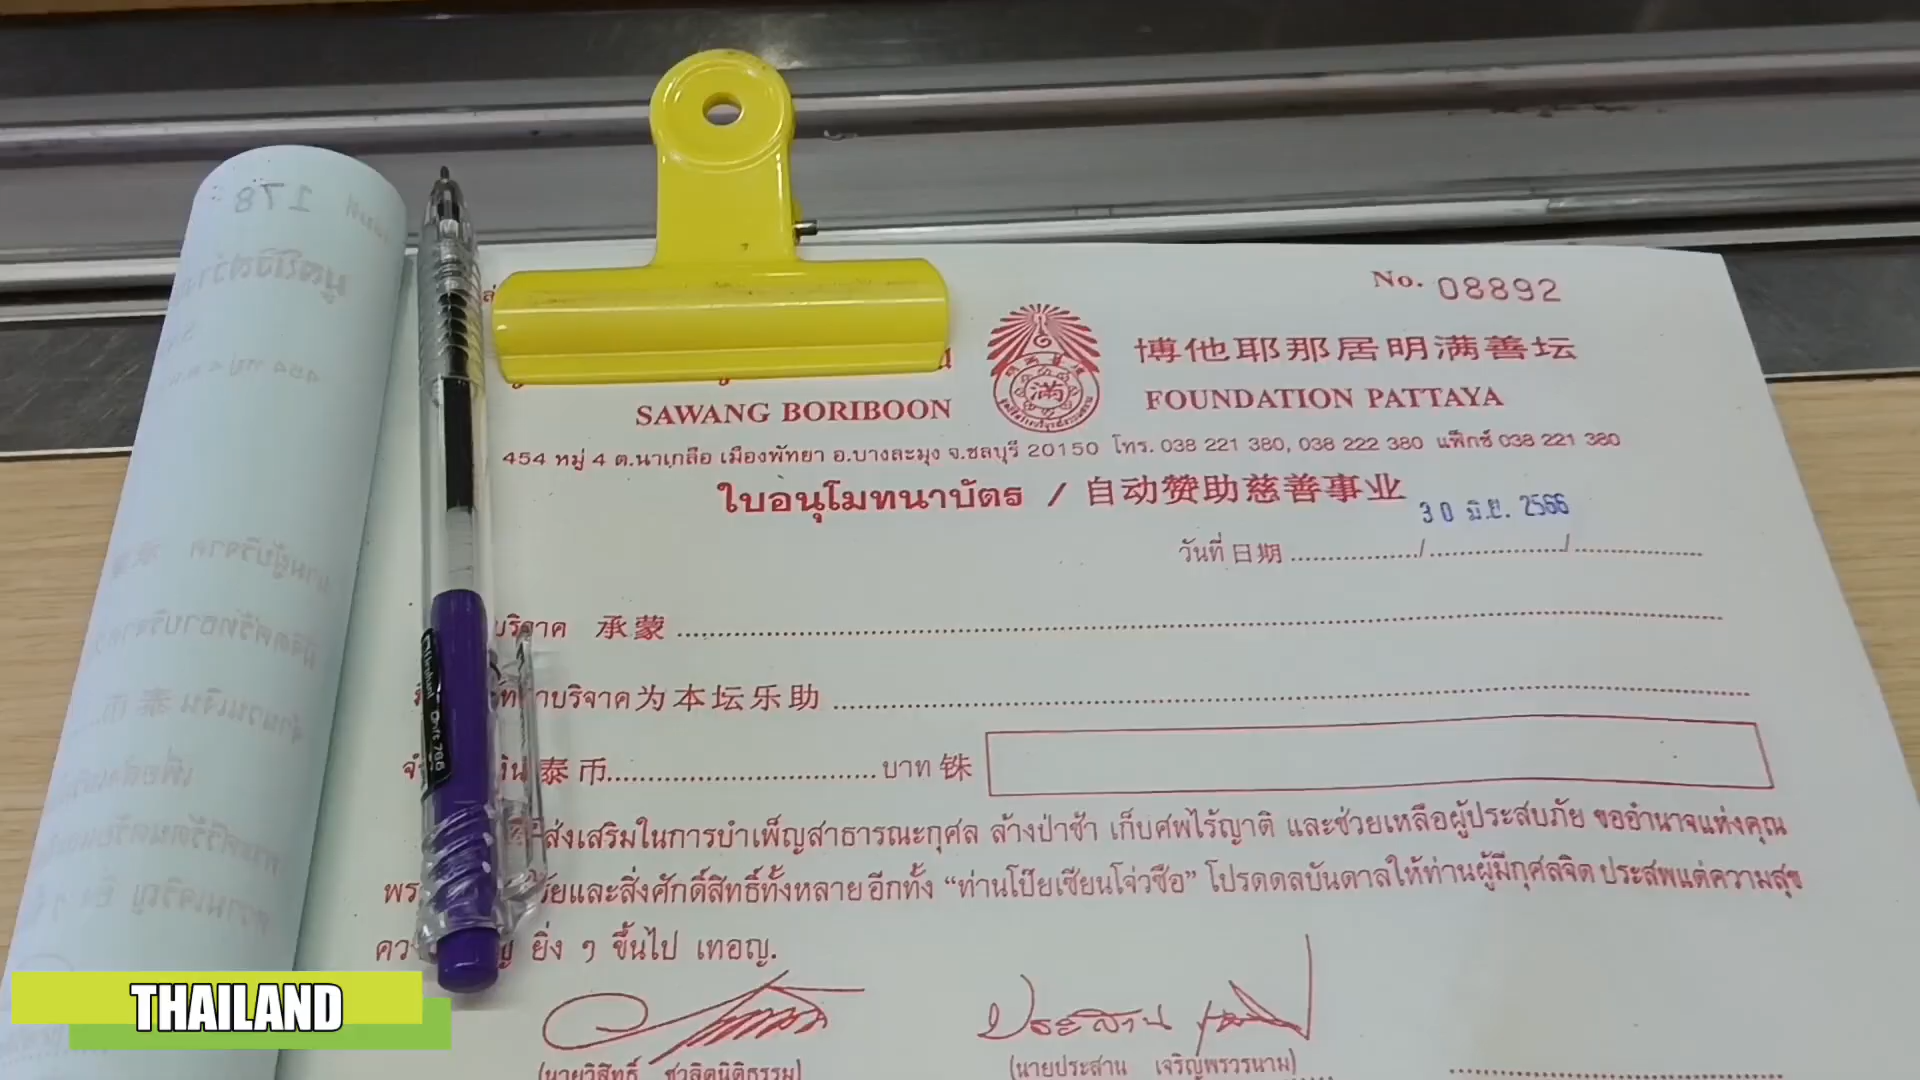 No. 08892
博他耶那居明满善坛
SAWANG BORIBOON FOUNDATION PATTAYA
454 หมู่ 4 ต.นาเกลือ เมืองพัทยา อ.บางละมุง จ.ชลบุรี 20150 โทร. 038 221 380, 038 222 380 แฟ็กซ์ 038 221 380
ใบอนุโมทนาบัตร / 自动赞助慈善事业
30 มิ.ย. 2566
วันที่ 日期 ............/............/............
บริจาค 承蒙
บริจาค 为本坛乐助
泰币 บาท 铢
ส่งเสริมในการบำเพ็ญสาธารณะกุศล ล้างป่าช้า เก็บศพไร้ญาติ และช่วยเหลือผู้ประสบภัย ขออำนาจแห่งคุณ
และสิ่งศักดิ์สิทธิ์ทั้งหลาย อีกทั้ง “ท่านโป๊ยเซียนโจ่วซือ” โปรดดลบันดาลให้ท่านผู้มีกุศลจิต ประสพแต่ความสุข
ยิ่ง ๆ ขึ้นไป เทอญ.
(นายวิสิทธิ์ ชวลิตนิติธรรม) (นายประสาน เจริญพรวรนาม)
THAILAND